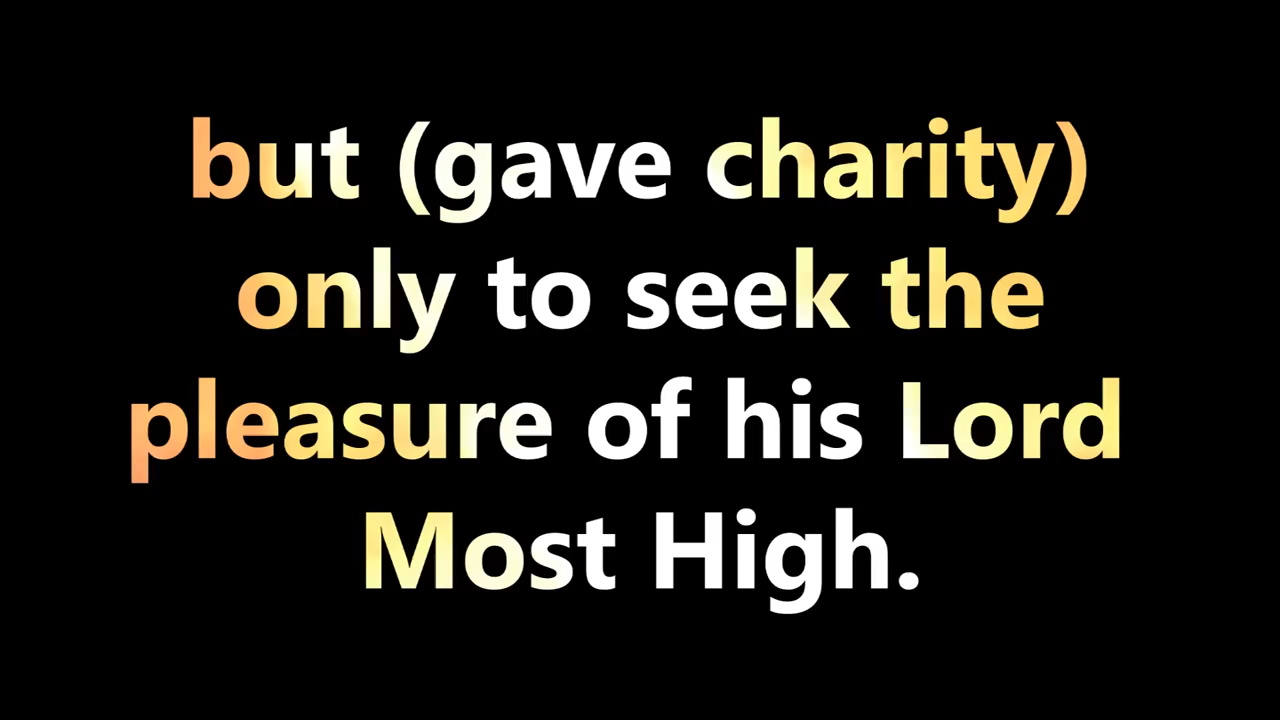 but (gave charity)
only to seek the
pleasure of his Lord
Most High.